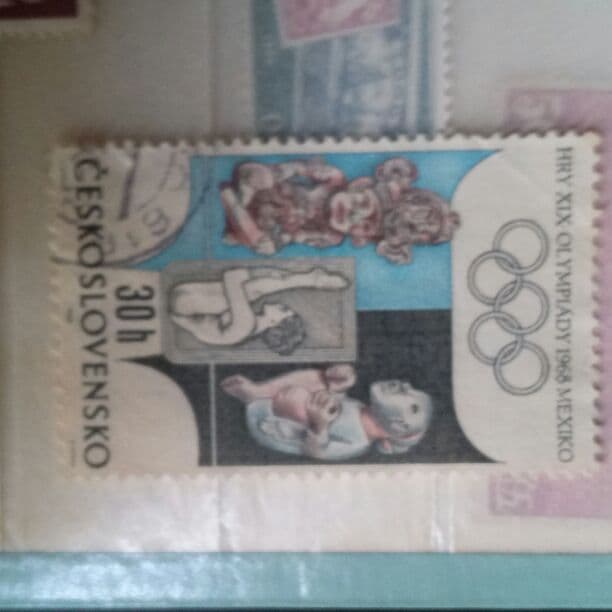 HRY XIX. OLYMPIÁDY 1968 MEXIKO
30h
ČESKOSLOVENSKO